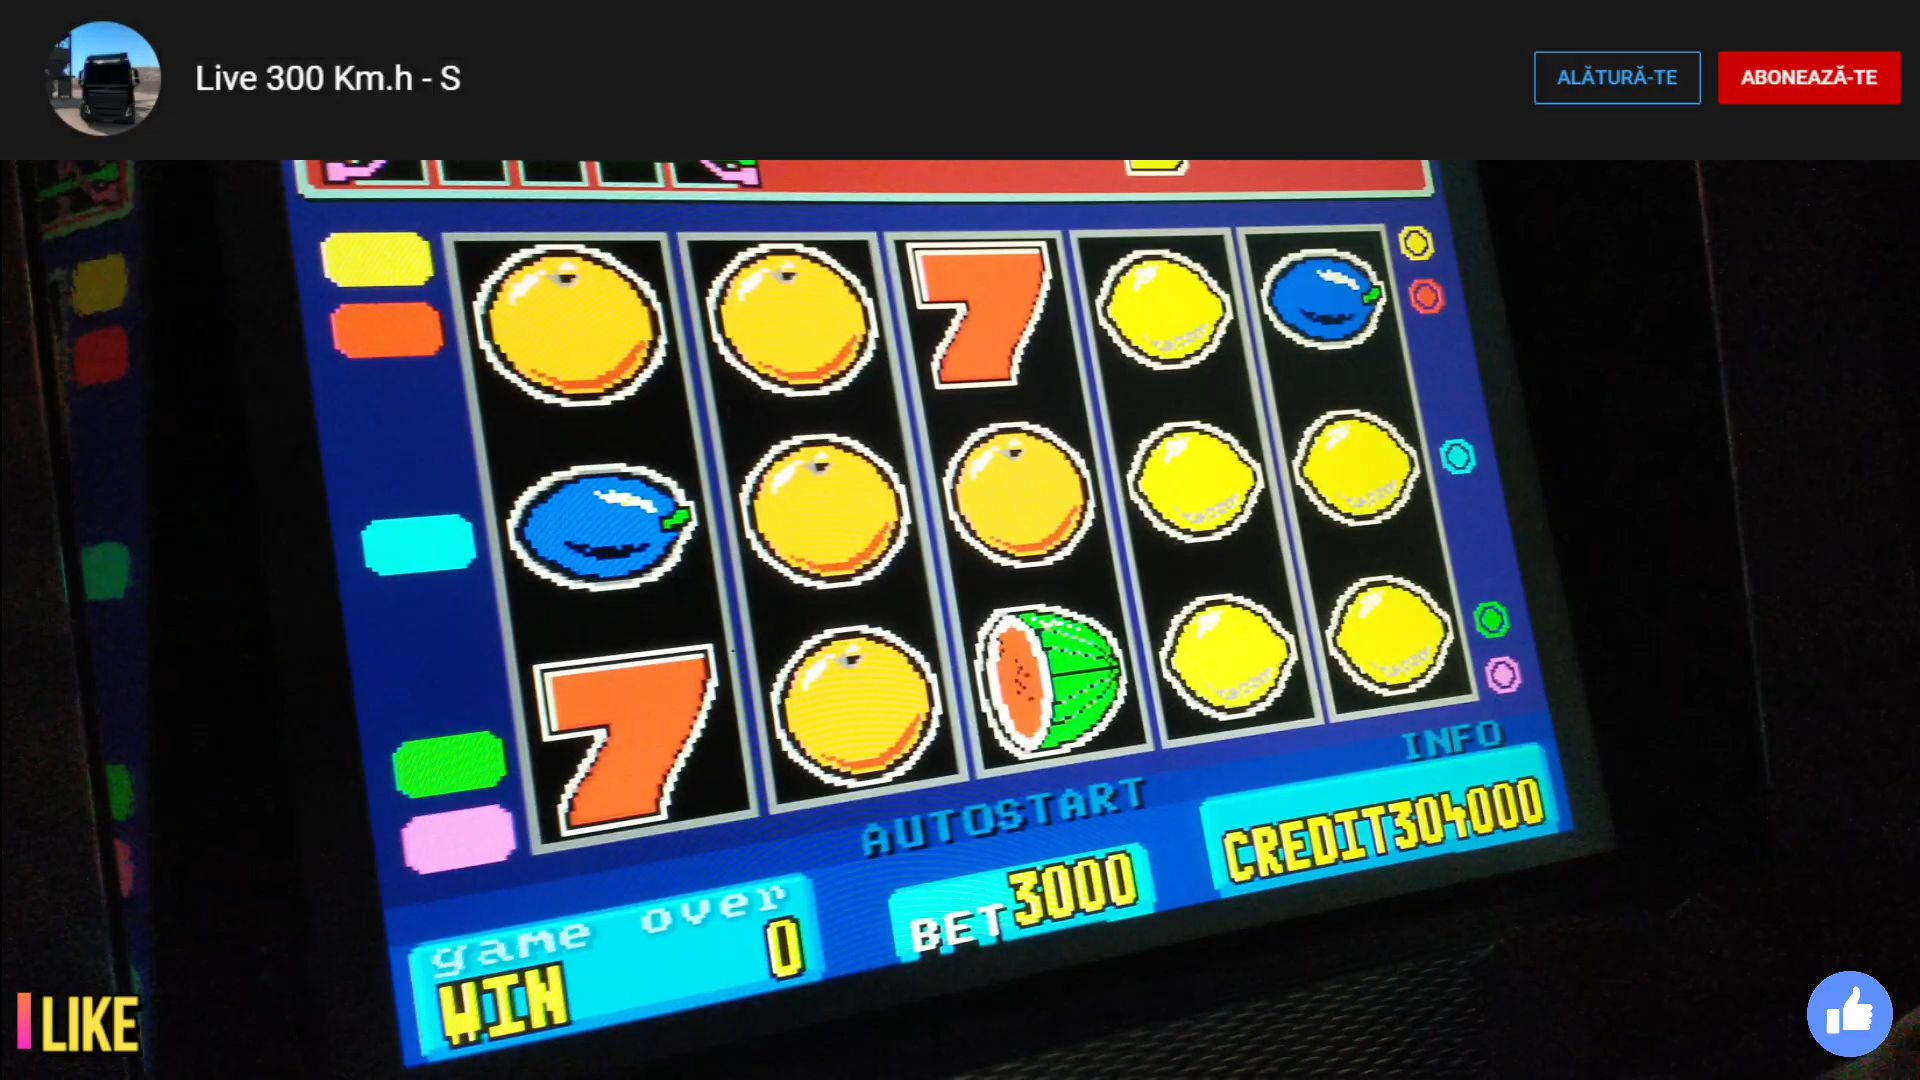 Live 300 Km.h - S
ALĂTURĂ-TE
ABONEAZĂ-TE
INFO
AUTOSTART
CREDIT304000
BET3000
game over
WIN 0
LIKE